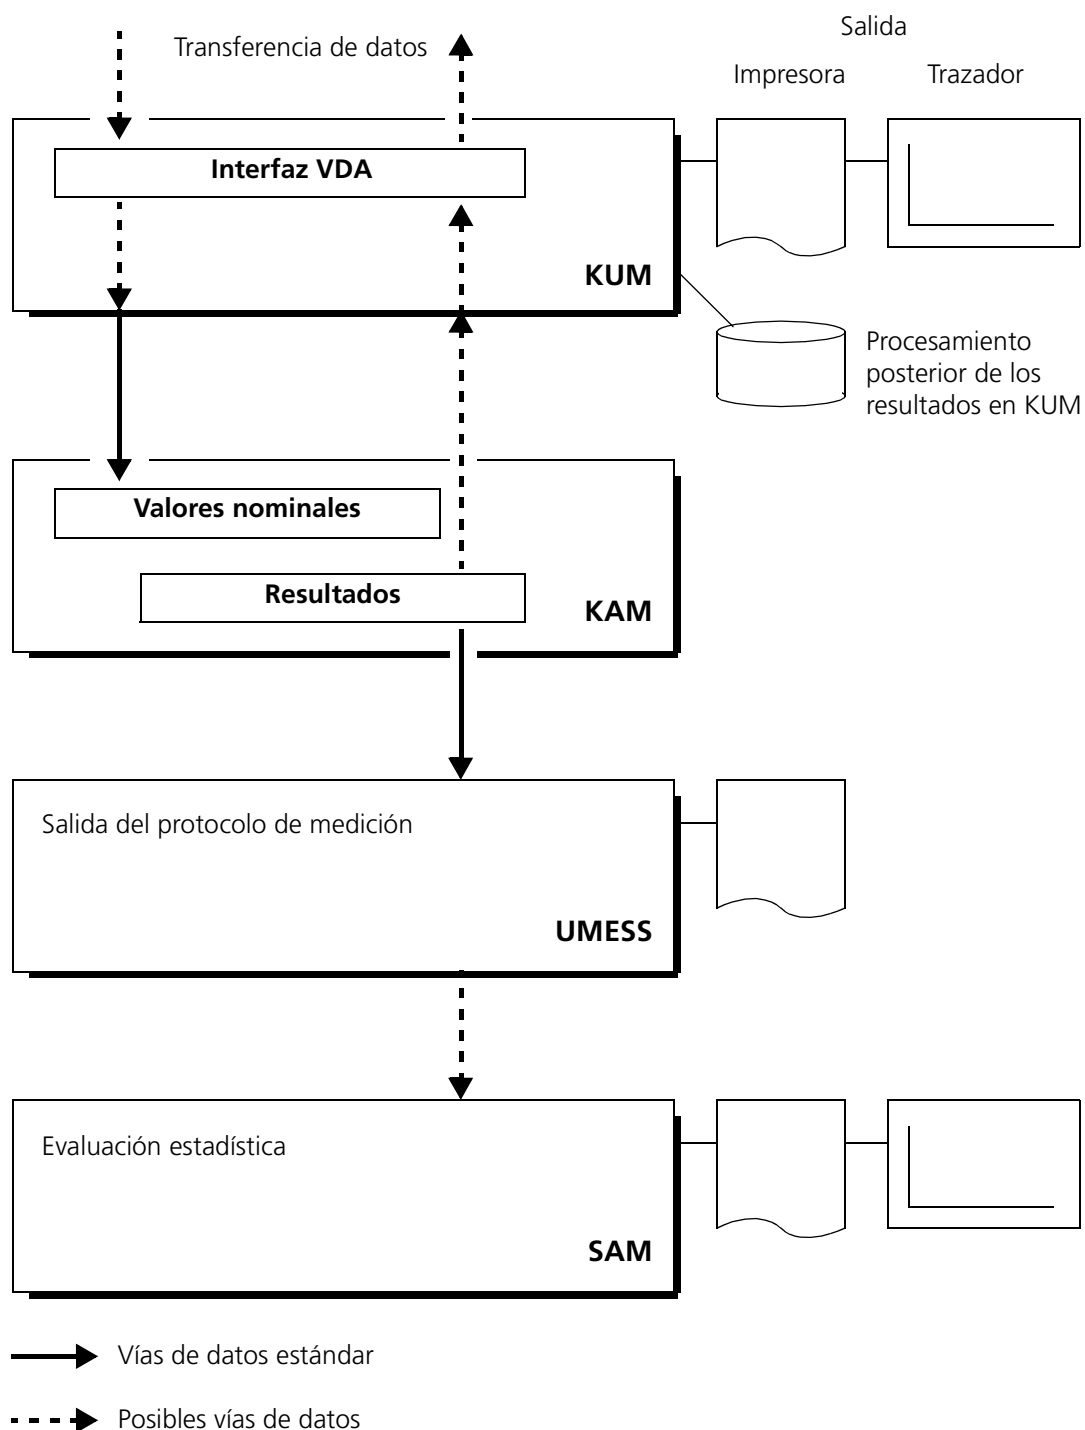 Salida
Transferencia de datos
Impresora
Trazador
Interfaz VDA
KUM
Procesamiento
posterior de los
resultados en KUM
Valores nominales
Resultados
KAM
Salida del protocolo de medición
UMESS
Evaluación estadística
SAM
Vías de datos estándar
Posibles vías de datos